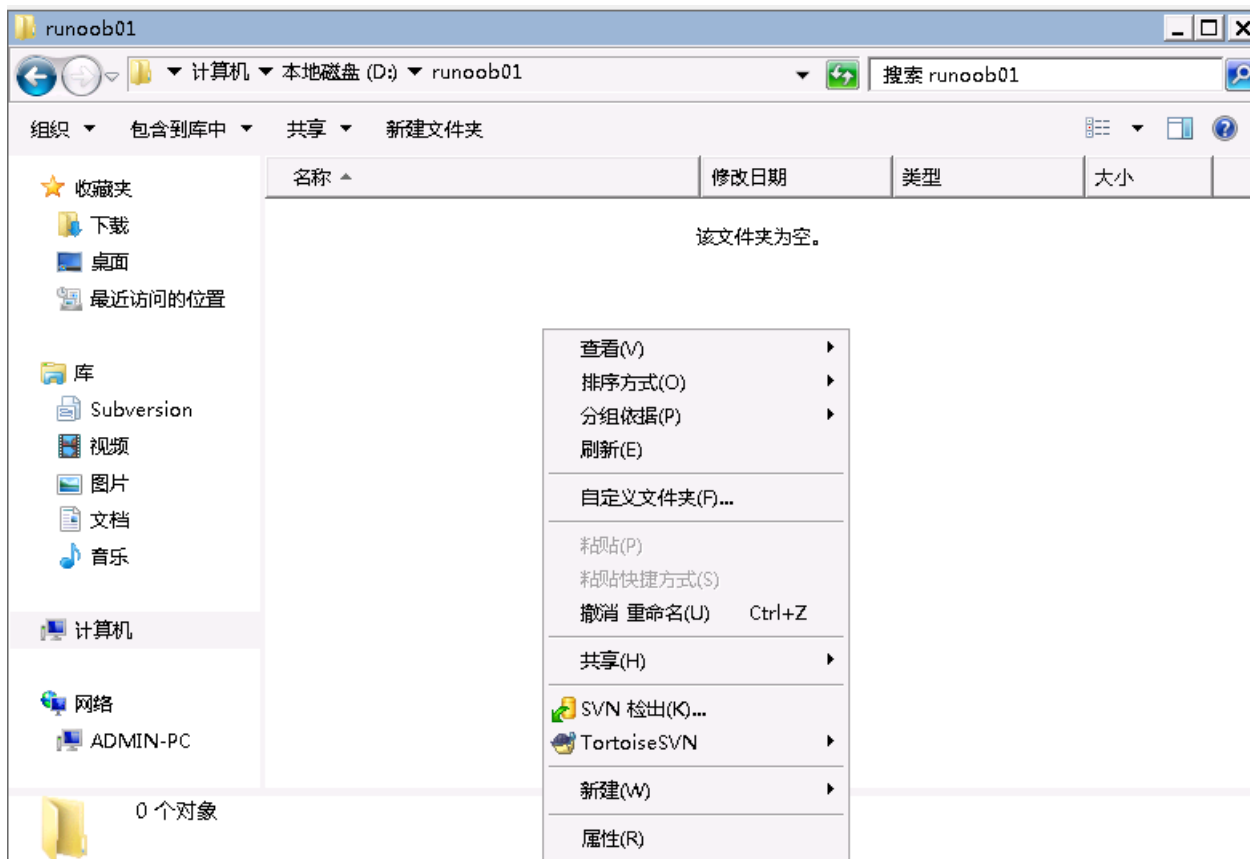 runoob01
计算机 本地磁盘 (D:) runoob01 搜索 runoob01
组织 包含到库中 共享 新建文件夹
名称 修改日期 类型 大小
该文件夹为空。
收藏夹
下载
桌面
最近访问的位置
库
Subversion
视频
图片
文档
音乐
计算机
网络
ADMIN-PC
查看(V)
排序方式(O)
分组依据(P)
刷新(E)
自定义文件夹(F)...
粘贴(P)
粘贴快捷方式(S)
撤消 重命名(U) Ctrl+Z
共享(H)
SVN 检出(K)...
TortoiseSVN
新建(W)
属性(R)
0 个对象